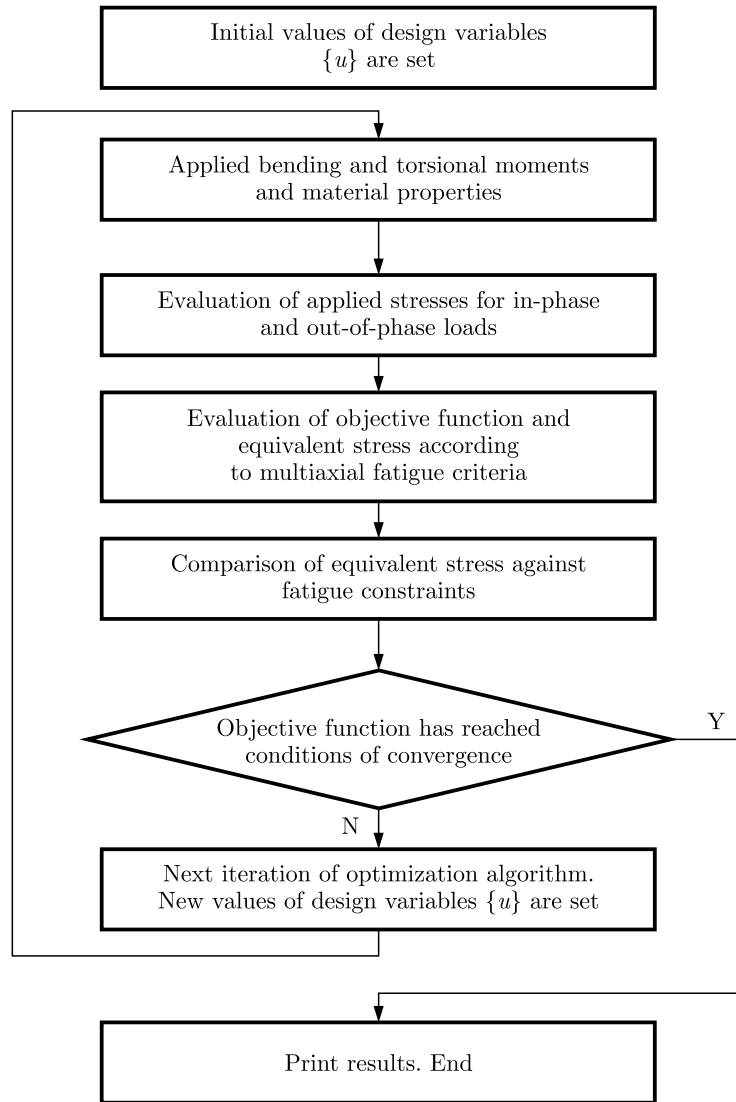 Initial values of design variables
{u} are set
Applied bending and torsional moments
and material properties
Evaluation of applied stresses for in-phase
and out-of-phase loads
Evaluation of objective function and
equivalent stress according
to multiaxial fatigue criteria
Comparison of equivalent stress against
fatigue constraints
Objective function has reached
conditions of convergence
Y
N
Next iteration of optimization algorithm.
New values of design variables {u} are set
Print results. End